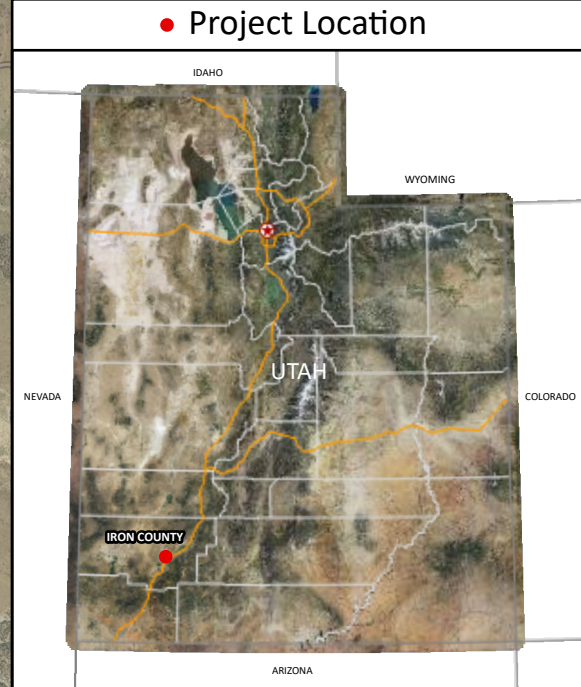 Project Location
IDAHO
WYOMING
UTAH
NEVADA
COLORADO
IRON COUNTY
ARIZONA